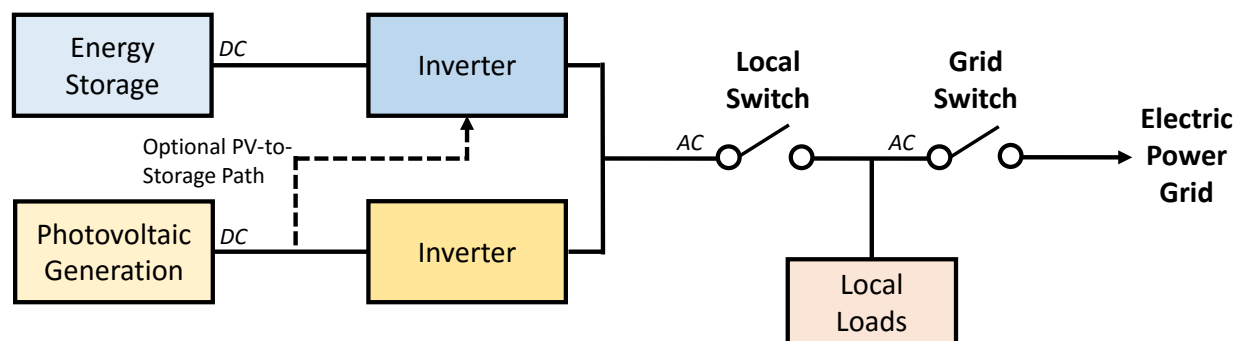 Energy
Storage
DC
Inverter
Optional PV-to-
Storage Path
Photovoltaic
Generation
DC
Inverter
AC
Local
Switch
AC
Grid
Switch
Electric
Power
Grid
Local
Loads